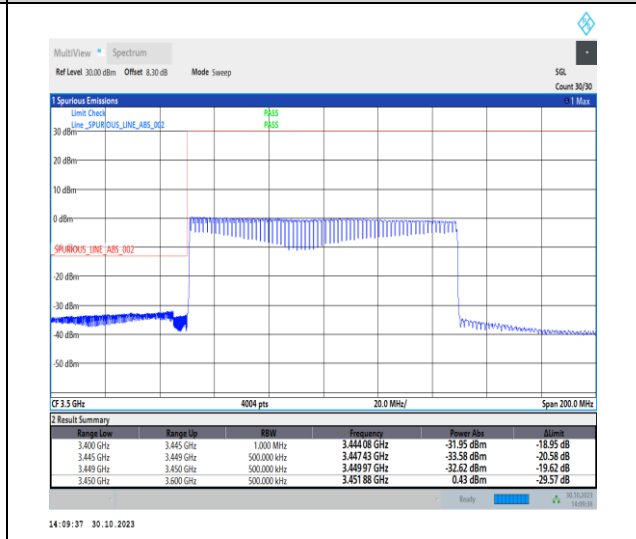 MultiView Spectrum
Ref Level 30.00 dBm Offset 8.30 dB Mode Sweep SGL
Count 30/30
1 Spurious Emissions 1 Max
Limit Check PASS
Line _SPURIOUS_LINE_ABS_002 PASS
30 dBm
20 dBm
10 dBm
0 dBm
_SPURIOUS_LINE_ABS_002
-20 dBm
-30 dBm
-40 dBm
-50 dBm
CF 3.5 GHz 4004 pts 20.0 MHz/ Span 200.0 MHz
2 Result Summary
Range Low Range Up RBW Frequency Power Abs ΔLimit
3.400 GHz 3.445 GHz 1.000 MHz 3.444 08 GHz -31.95 dBm -18.95 dB
3.445 GHz 3.449 GHz 500.000 kHz 3.447 43 GHz -33.58 dBm -20.58 dB
3.449 GHz 3.450 GHz 500.000 kHz 3.449 97 GHz -32.62 dBm -19.62 dB
3.450 GHz 3.600 GHz 500.000 kHz 3.451 88 GHz 0.43 dBm -29.57 dB
Ready 30.10.2023
14:09:36
14:09:37 30.10.2023